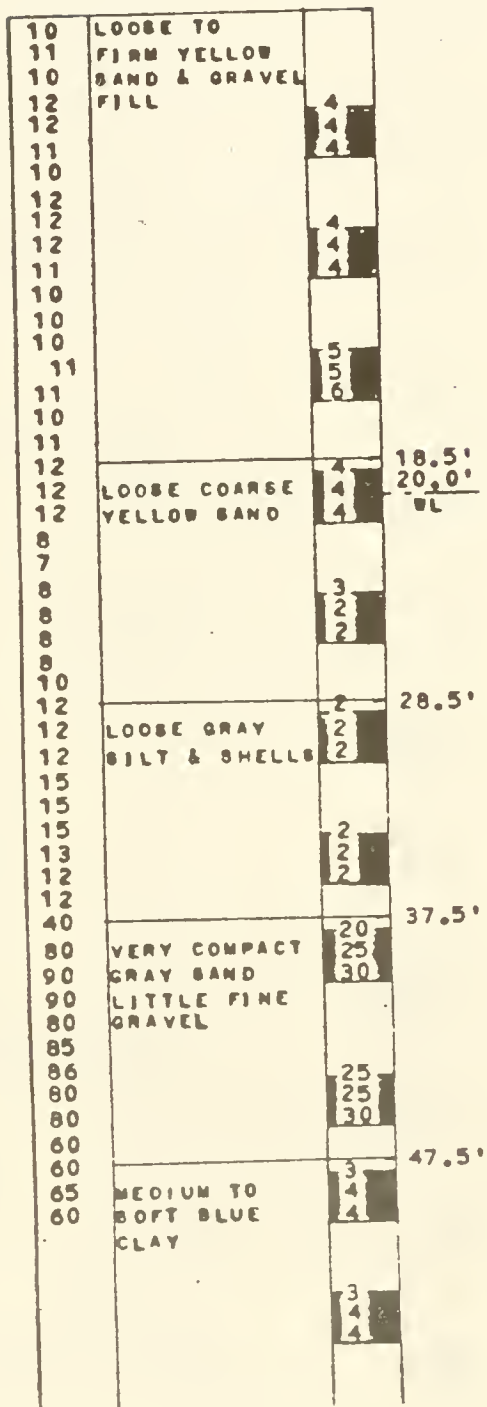 10 LOOSE TO
11 FIRM YELLOW
10 SAND & GRAVEL
12 FILL 4
12 4
11 4
10
12
12 4
12 4
11 4
10
10
10 5
11 5
11 6
10
11
12 4 18.5'
12 LOOSE COARSE 4 20.0'
12 YELLOW SAND 4 WL
8
7
8 3
8 2
8 2
8
10
12 2 28.5'
12 LOOSE GRAY 2
12 SILT & SHELLS 2
15
15
15 2
13 2
12 2
12
40 20 37.5'
80 VERY COMPACT 25
90 GRAY SAND 30
90 LITTLE FINE
80 GRAVEL
85
86 25
80 25
80 30
60
60 3 47.5'
65 MEDIUM TO 4
60 SOFT BLUE 4
CLAY
3
4
4